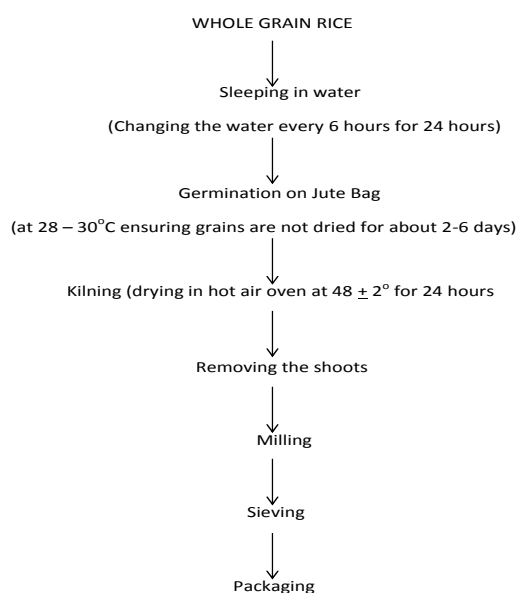 WHOLE GRAIN RICE
Sleeping in water
(Changing the water every 6 hours for 24 hours)
Germination on Jute Bag
(at 28 – 30°C ensuring grains are not dried for about 2-6 days)
Kilning (drying in hot air oven at 48 ± 2° for 24 hours
Removing the shoots
Milling
Sieving
Packaging